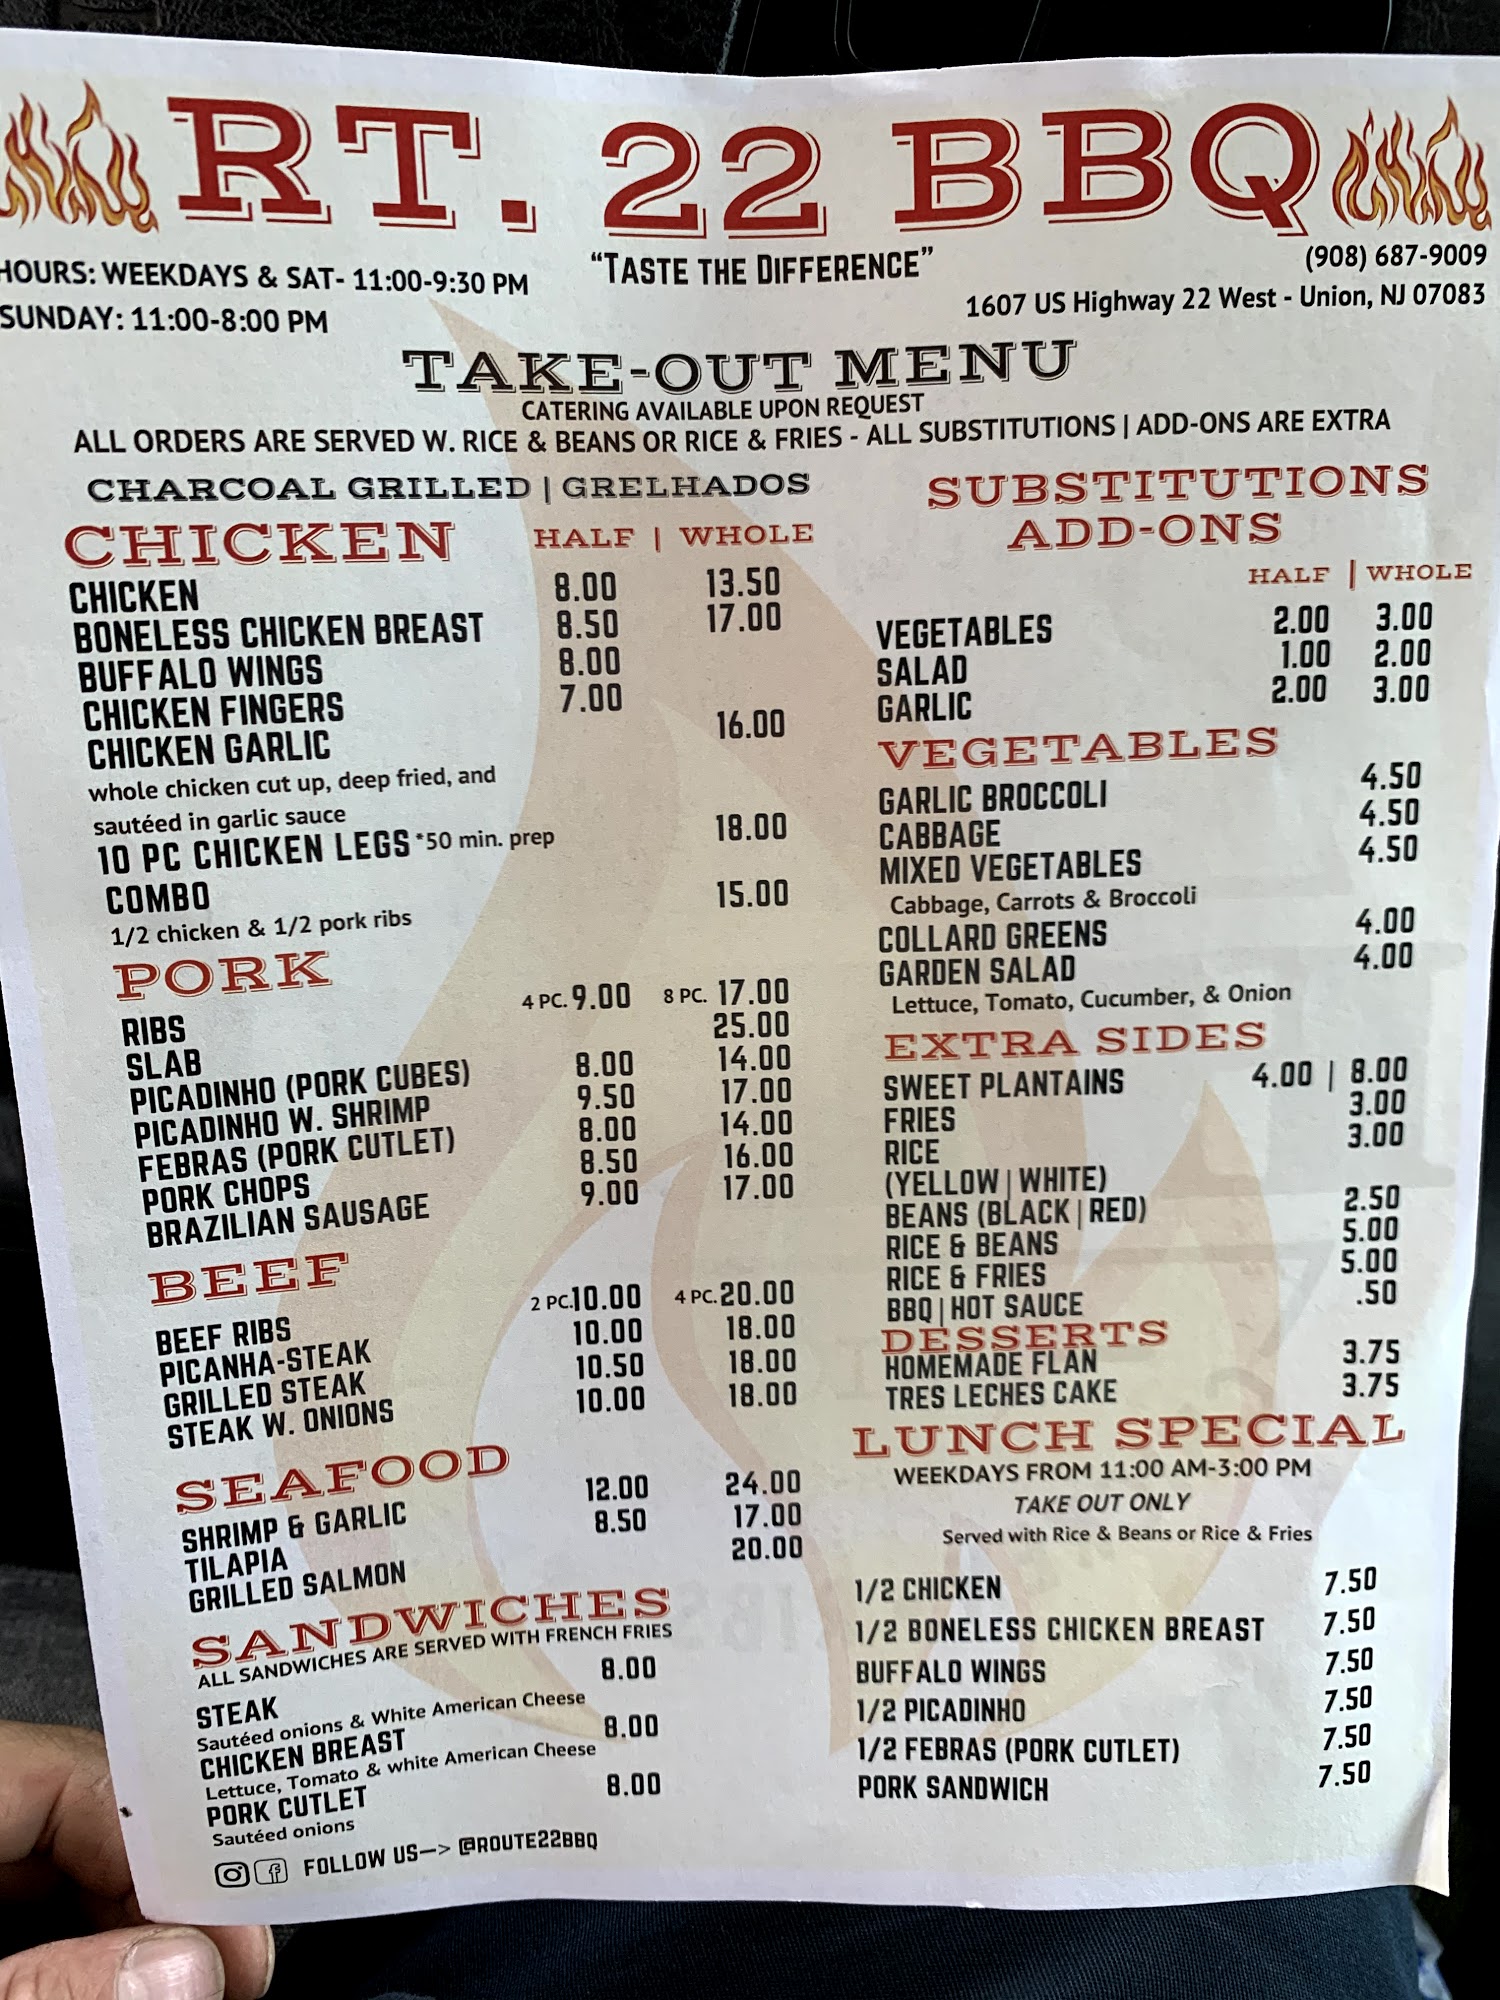 RT. 22 BBQ
HOURS: WEEKDAYS & SAT- 11:00-9:30 PM
SUNDAY: 11:00-8:00 PM
"TASTE THE DIFFERENCE"
(908) 687-9009
1607 US Highway 22 West - Union, NJ 07083
TAKE-OUT MENU
CATERING AVAILABLE UPON REQUEST
ALL ORDERS ARE SERVED W. RICE & BEANS OR RICE & FRIES - ALL SUBSTITUTIONS | ADD-ONS ARE EXTRA
CHARCOAL GRILLED | GRELHADOS
CHICKEN HALF | WHOLE
CHICKEN 8.00 13.50
BONELESS CHICKEN BREAST 8.50 17.00
BUFFALO WINGS 8.00
CHICKEN FINGERS 7.00
CHICKEN GARLIC 16.00
whole chicken cut up, deep fried, and
sautéed in garlic sauce
10 PC CHICKEN LEGS *50 min. prep 18.00
COMBO 15.00
1/2 chicken & 1/2 pork ribs
PORK
RIBS 4 PC. 9.00 8 PC. 17.00
SLAB 25.00
PICADINHO (PORK CUBES) 8.00 14.00
PICADINHO W. SHRIMP 9.50 17.00
FEBRAS (PORK CUTLET) 8.00 14.00
PORK CHOPS 8.50 16.00
BRAZILIAN SAUSAGE 9.00 17.00
BEEF
BEEF RIBS 2 PC.10.00 4 PC. 20.00
PICANHA-STEAK 10.00 18.00
GRILLED STEAK 10.50 18.00
STEAK W. ONIONS 10.00 18.00
SEAFOOD
SHRIMP & GARLIC 12.00 24.00
TILAPIA 8.50 17.00
GRILLED SALMON 20.00
SANDWICHES
ALL SANDWICHES ARE SERVED WITH FRENCH FRIES
STEAK 8.00
Sautéed onions & White American Cheese
CHICKEN BREAST 8.00
Lettuce, Tomato & white American Cheese
PORK CUTLET 8.00
Sautéed onions
FOLLOW US—> @ROUTE22BBQ
SUBSTITUTIONS
ADD-ONS
HALF | WHOLE
VEGETABLES 2.00 3.00
SALAD 1.00 2.00
GARLIC 2.00 3.00
VEGETABLES
GARLIC BROCCOLI 4.50
CABBAGE 4.50
MIXED VEGETABLES 4.50
Cabbage, Carrots & Broccoli
COLLARD GREENS 4.00
GARDEN SALAD 4.00
Lettuce, Tomato, Cucumber, & Onion
EXTRA SIDES
SWEET PLANTAINS 4.00 | 8.00
FRIES 3.00
RICE 3.00
(YELLOW | WHITE)
BEANS (BLACK | RED) 2.50
RICE & BEANS 5.00
RICE & FRIES 5.00
BBQ | HOT SAUCE .50
DESSERTS
HOMEMADE FLAN 3.75
TRES LECHES CAKE 3.75
LUNCH SPECIAL
WEEKDAYS FROM 11:00 AM-3:00 PM
TAKE OUT ONLY
Served with Rice & Beans or Rice & Fries
1/2 CHICKEN 7.50
1/2 BONELESS CHICKEN BREAST 7.50
BUFFALO WINGS 7.50
1/2 PICADINHO 7.50
1/2 FEBRAS (PORK CUTLET) 7.50
PORK SANDWICH 7.50